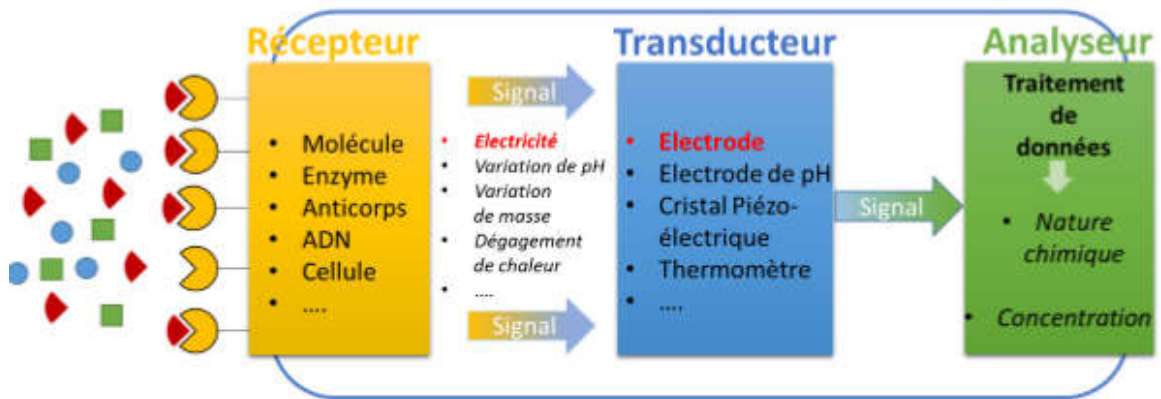 Récepteur
Transducteur
Analyseur
Signal
• Molécule
• Enzyme
• Anticorps
• ADN
• Cellule
• ....
• Electricité
• Variation de pH
• Variation
de masse
• Dégagement
de chaleur
• ....
Signal
• Electrode
• Electrode de pH
• Cristal Piézo-
électrique
• Thermomètre
• ....
Signal
Traitement
de
données
• Nature
chimique
• Concentration